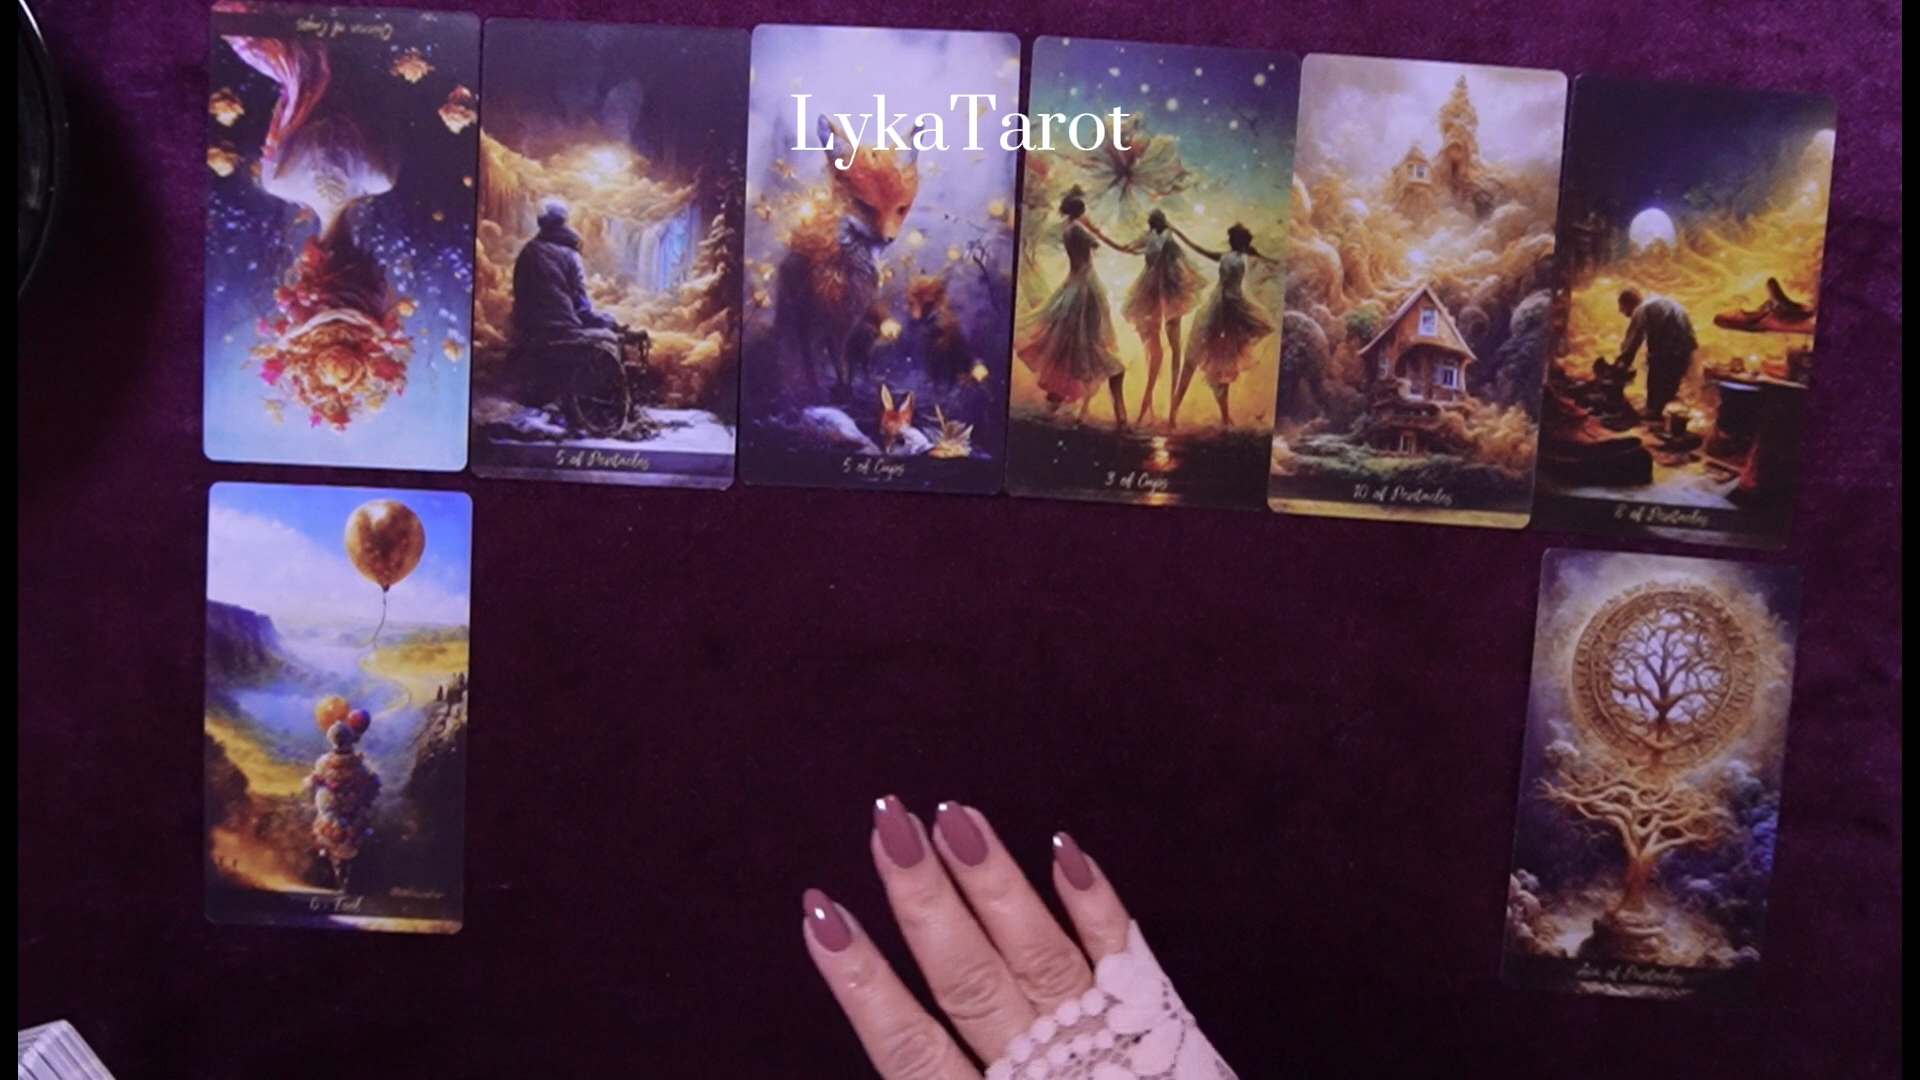 LykaTarot
Queen of Cups
5 of Pentacles
5 of Cups
3 of Cups
10 of Pentacles
8 of Pentacles
0 : Fool
Ace of Pentacles